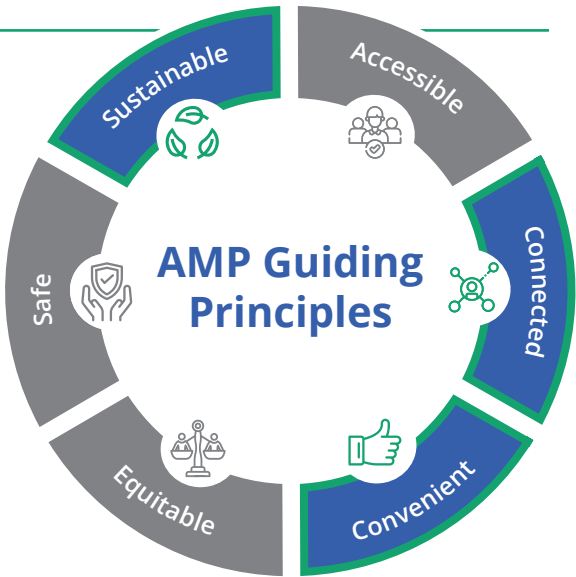 AMP Guiding
Principles
Accessible
Connected
Convenient
Equitable
Safe
Sustainable